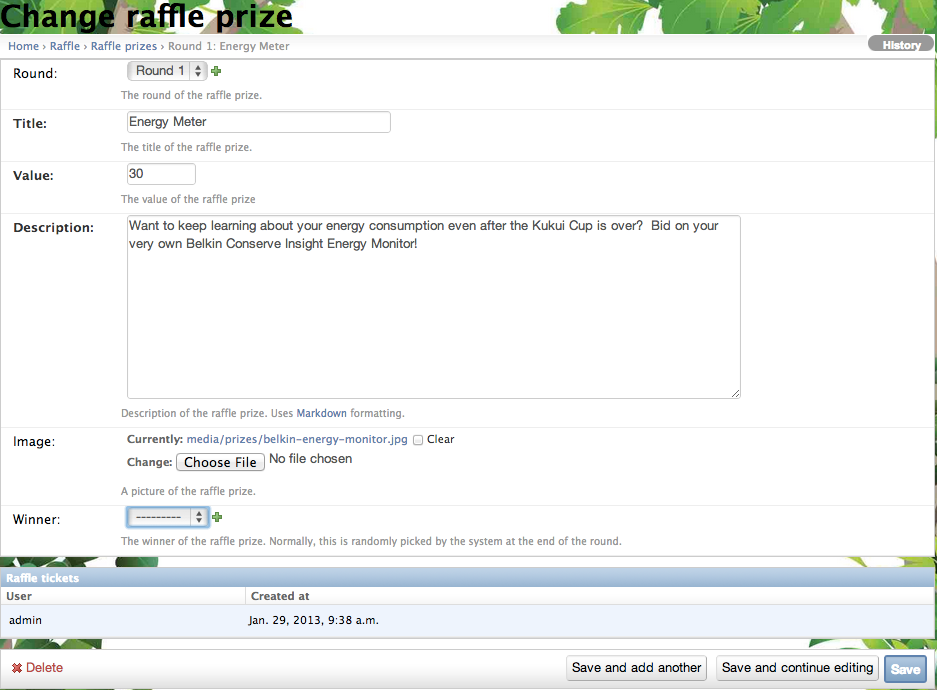 Change raffle prize
Home › Raffle › Raffle prizes › Round 1: Energy Meter
History
Round: Round 1
The round of the raffle prize.
Title: Energy Meter
The title of the raffle prize.
Value: 30
The value of the raffle prize
Description: Want to keep learning about your energy consumption even after the Kukui Cup is over?  Bid on your
very own Belkin Conserve Insight Energy Monitor!
Description of the raffle prize. Uses Markdown formatting.
Image: Currently: media/prizes/belkin-energy-monitor.jpg Clear
Change: Choose File No file chosen
A picture of the raffle prize.
Winner: ---------
The winner of the raffle prize. Normally, this is randomly picked by the system at the end of the round.
Raffle tickets
User Created at
admin Jan. 29, 2013, 9:38 a.m.
Delete Save and add another Save and continue editing Save